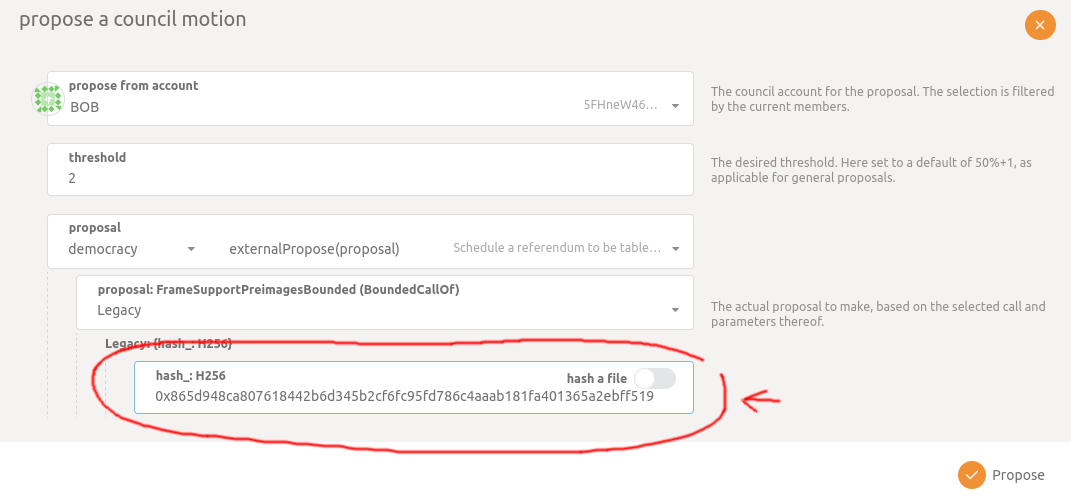 propose a council motion
propose from account
BOB
5FHneW46...
The council account for the proposal. The selection is filtered
by the current members.
threshold
2
The desired threshold. Here set to a default of 50%+1, as
applicable for general proposals.
proposal
democracy
externalPropose(proposal)
Schedule a referendum to be table...
proposal: FrameSupportPreimagesBounded (BoundedCallOf)
Legacy
The actual proposal to make, based on the selected call and
parameters thereof.
Legacy: {hash_: H256}
hash_: H256
hash a file
0x865d948ca807618442b6d345b2cf6fc95fd786c4aaab181fa401365a2ebff519
Propose